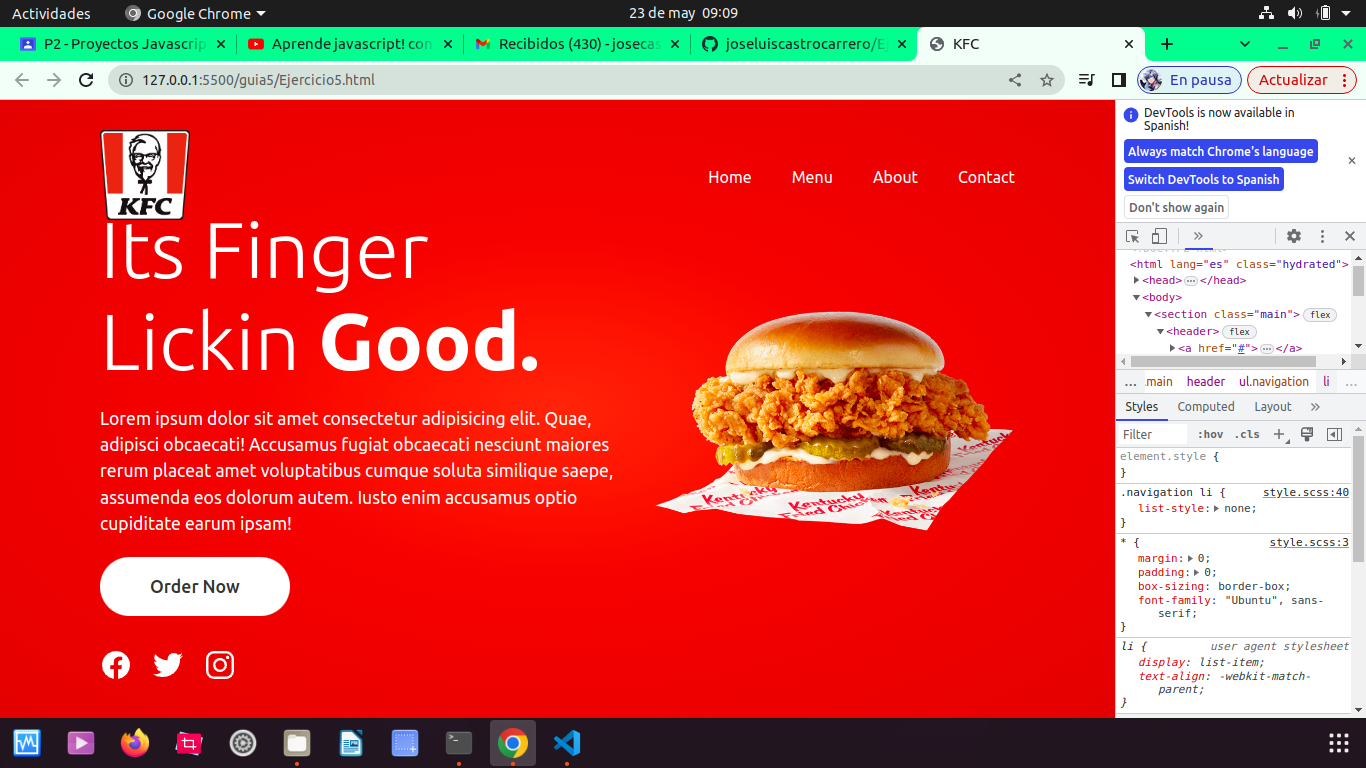 Actividades
Google Chrome
23 de may 09:09
P2 - Proyectos Javascrip
Aprende javascript! con
Recibidos (430) - josecas
joseluiscastrocarrero/Ej
KFC
127.0.0.1:5500/guia5/Ejercicio5.html
En pausa
Actualizar
KFC
Home
Menu
About
Contact
Its Finger
Lickin Good.
Lorem ipsum dolor sit amet consectetur adipisicing elit. Quae,
adipisci obcaecati! Accusamus fugiat obcaecati nesciunt maiores
rerum placeat amet voluptatibus cumque soluta similique saepe,
assumenda eos dolorum autem. Iusto enim accusamus optio
cupiditate earum ipsam!
Order Now
Kentucky
Kentucky
Fried Chicken
Kentucky
DevTools is now available in
Spanish!
Always match Chrome's language
Switch DevTools to Spanish
Don't show again
<html lang="es" class="hydrated">
<head>…</head>
<body>
<section class="main"> flex
<header> flex
<a href="#">…</a>
… main header ul.navigation li …
Styles Computed Layout
Filter :hov .cls
element.style {
}
.navigation li { style.scss:40
list-style: none;
}
* { style.scss:3
margin: 0;
padding: 0;
box-sizing: border-box;
font-family: "Ubuntu", sans-
serif;
}
li { user agent stylesheet
display: list-item;
text-align: -webkit-match-
parent;
}